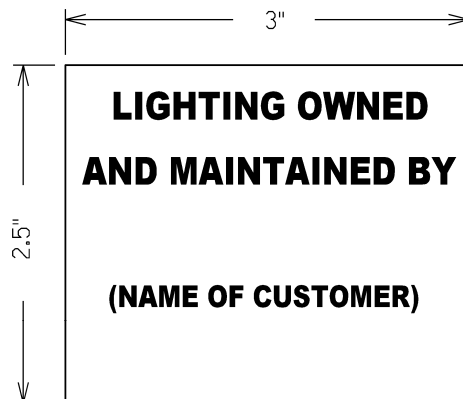 3"
LIGHTING OWNED
AND MAINTAINED BY
2.5"
(NAME OF CUSTOMER)